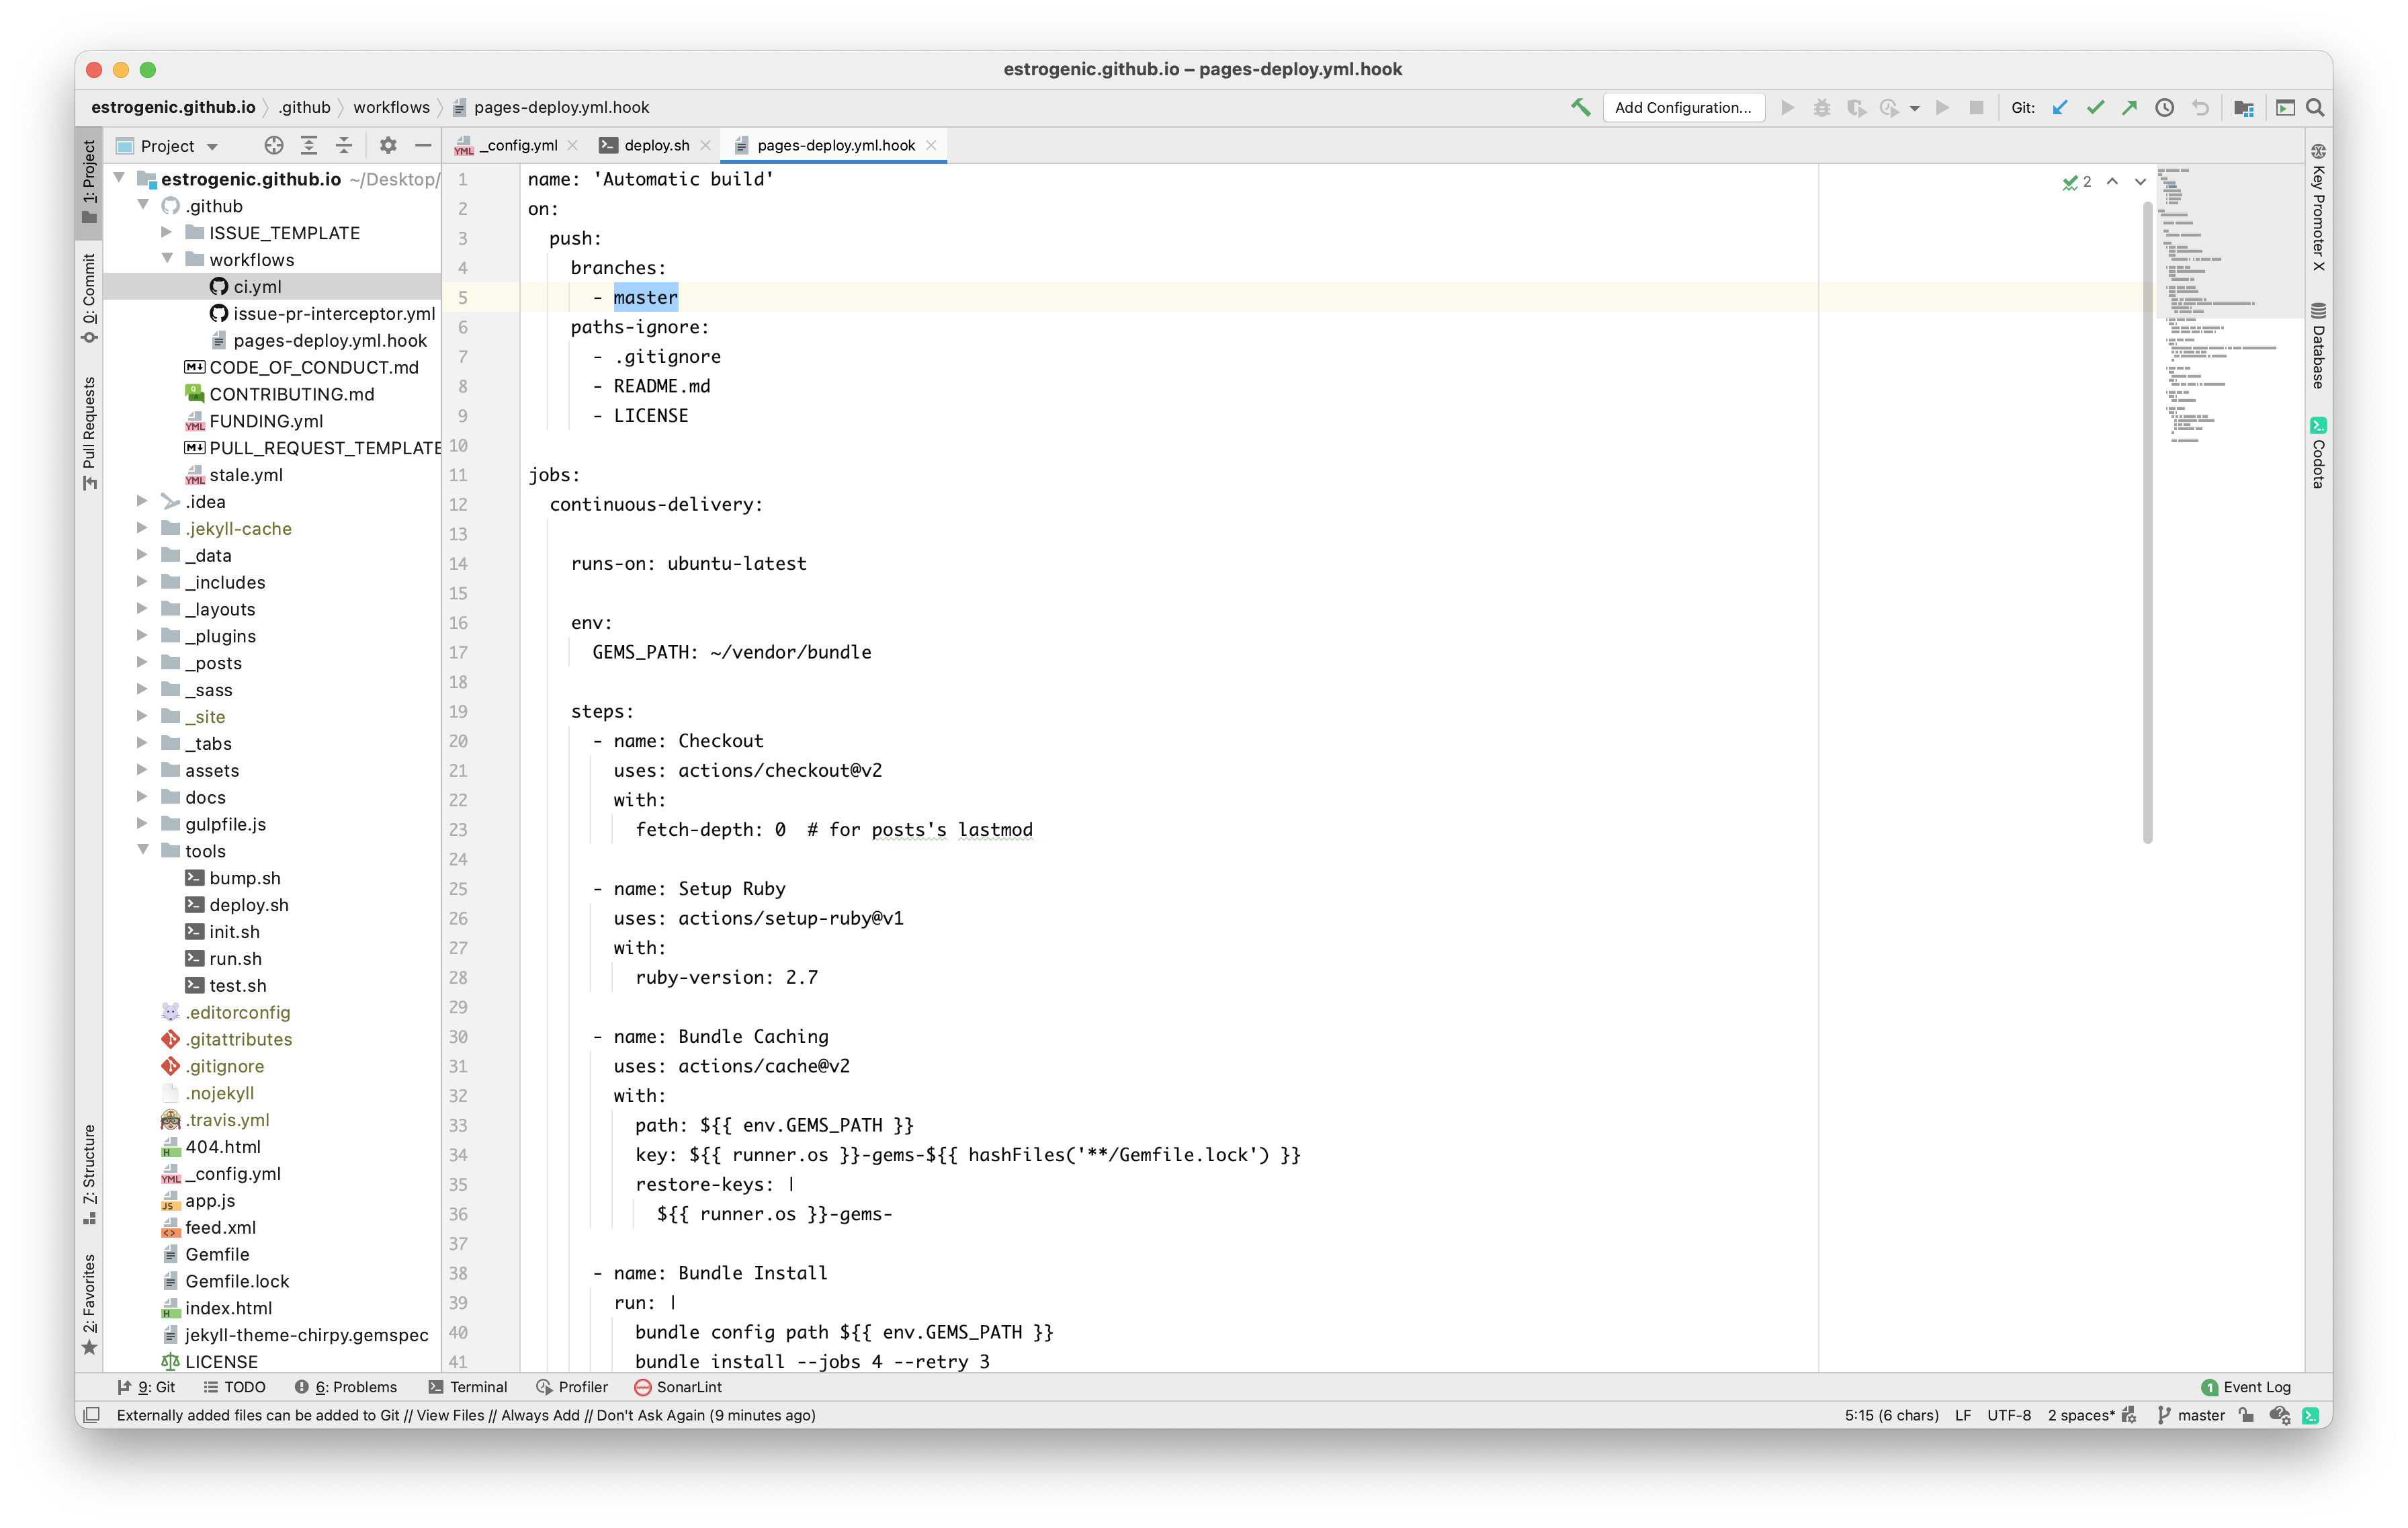 estrogenic.github.io – pages-deploy.yml.hook
estrogenic.github.io
.github
workflows
pages-deploy.yml.hook
Add Configuration...
Git:
1: Project
0: Commit
Pull Requests
7: Structure
2: Favorites
Project
estrogenic.github.io ~/Desktop/
.github
ISSUE_TEMPLATE
workflows
ci.yml
issue-pr-interceptor.yml
pages-deploy.yml.hook
CODE_OF_CONDUCT.md
CONTRIBUTING.md
FUNDING.yml
PULL_REQUEST_TEMPLATE
stale.yml
.idea
.jekyll-cache
_data
_includes
_layouts
_plugins
_posts
_sass
_site
_tabs
assets
docs
gulpfile.js
tools
bump.sh
deploy.sh
init.sh
run.sh
test.sh
.editorconfig
.gitattributes
.gitignore
.nojekyll
.travis.yml
404.html
_config.yml
app.js
feed.xml
Gemfile
Gemfile.lock
index.html
jekyll-theme-chirpy.gemspec
LICENSE
_config.yml
deploy.sh
pages-deploy.yml.hook
2
1 name: 'Automatic build'
2 on:
3   push:
4     branches:
5       - master
6     paths-ignore:
7       - .gitignore
8       - README.md
9       - LICENSE
10
11 jobs:
12   continuous-delivery:
13
14     runs-on: ubuntu-latest
15
16     env:
17       GEMS_PATH: ~/vendor/bundle
18
19     steps:
20       - name: Checkout
21         uses: actions/checkout@v2
22         with:
23           fetch-depth: 0  # for posts's lastmod
24
25       - name: Setup Ruby
26         uses: actions/setup-ruby@v1
27         with:
28           ruby-version: 2.7
29
30       - name: Bundle Caching
31         uses: actions/cache@v2
32         with:
33           path: ${{ env.GEMS_PATH }}
34           key: ${{ runner.os }}-gems-${{ hashFiles('**/Gemfile.lock') }}
35           restore-keys: |
36             ${{ runner.os }}-gems-
37
38       - name: Bundle Install
39         run: |
40           bundle config path ${{ env.GEMS_PATH }}
41           bundle install --jobs 4 --retry 3
Key Promoter X
Database
Codota
9: Git
TODO
6: Problems
Terminal
Profiler
SonarLint
1 Event Log
Externally added files can be added to Git // View Files // Always Add // Don't Ask Again (9 minutes ago)
5:15 (6 chars)
LF
UTF-8
2 spaces*
master